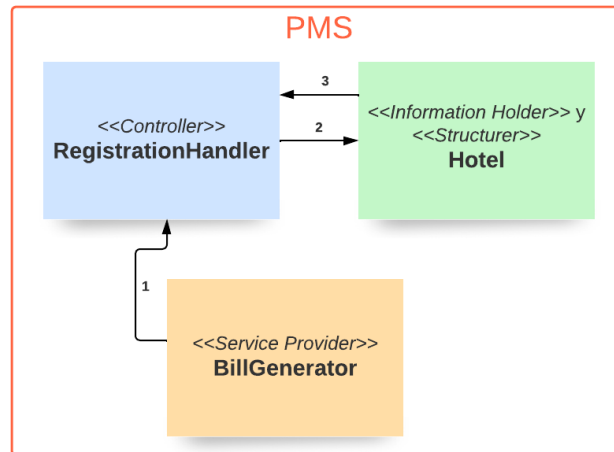 PMS
<<Controller>>
RegistrationHandler
3
2
<<Information Holder>> y
<<Structurer>>
Hotel
1
<<Service Provider>>
BillGenerator